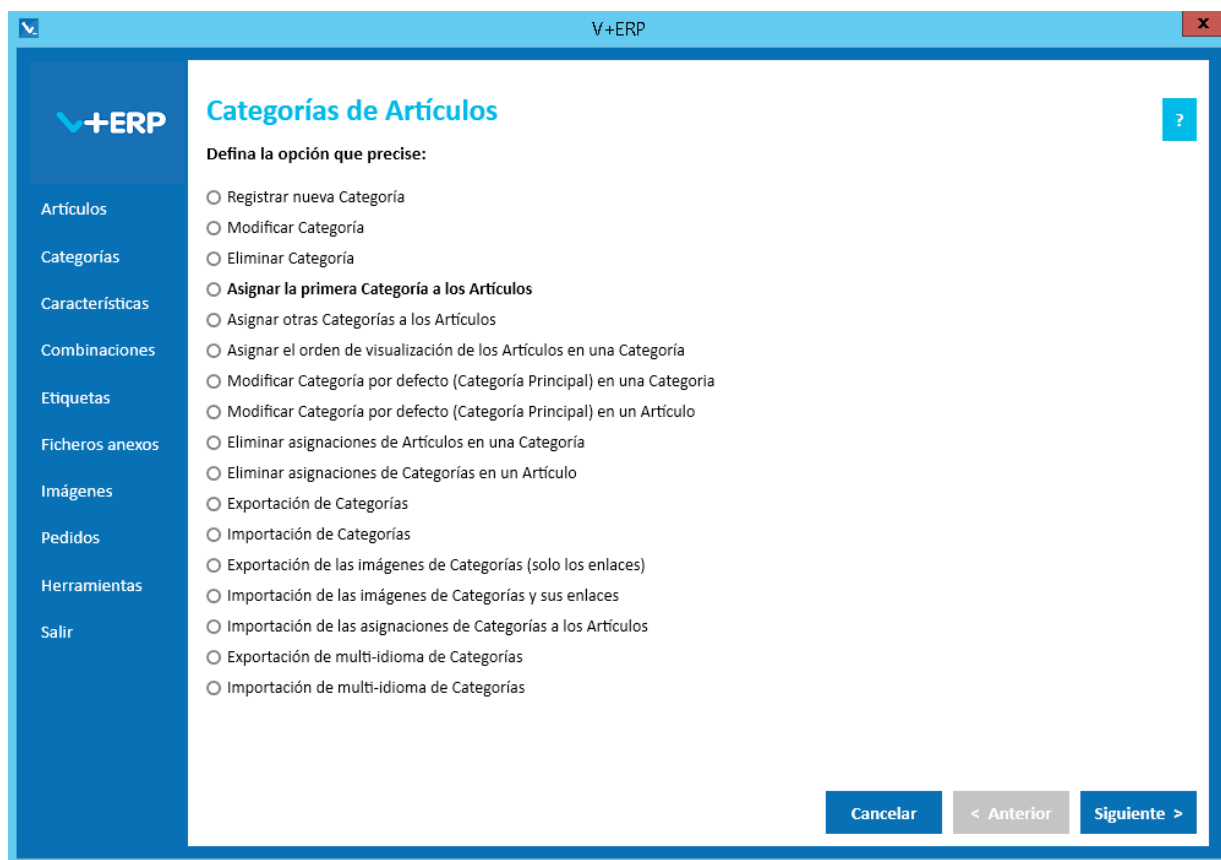 V+ERP
x
V+ERP
Categorías de Artículos
?
Defina la opción que precise:
Artículos
Categorías
Características
Combinaciones
Etiquetas
Ficheros anexos
Imágenes
Pedidos
Herramientas
Salir
Registrar nueva Categoría
Modificar Categoría
Eliminar Categoría
Asignar la primera Categoría a los Artículos
Asignar otras Categorías a los Artículos
Asignar el orden de visualización de los Artículos en una Categoría
Modificar Categoría por defecto (Categoría Principal) en una Categoria
Modificar Categoría por defecto (Categoría Principal) en un Artículo
Eliminar asignaciones de Artículos en una Categoría
Eliminar asignaciones de Categorías en un Artículo
Exportación de Categorías
Importación de Categorías
Exportación de las imágenes de Categorías (solo los enlaces)
Importación de las imágenes de Categorías y sus enlaces
Importación de las asignaciones de Categorías a los Artículos
Exportación de multi-idioma de Categorías
Importación de multi-idioma de Categorías
Cancelar
< Anterior
Siguiente >